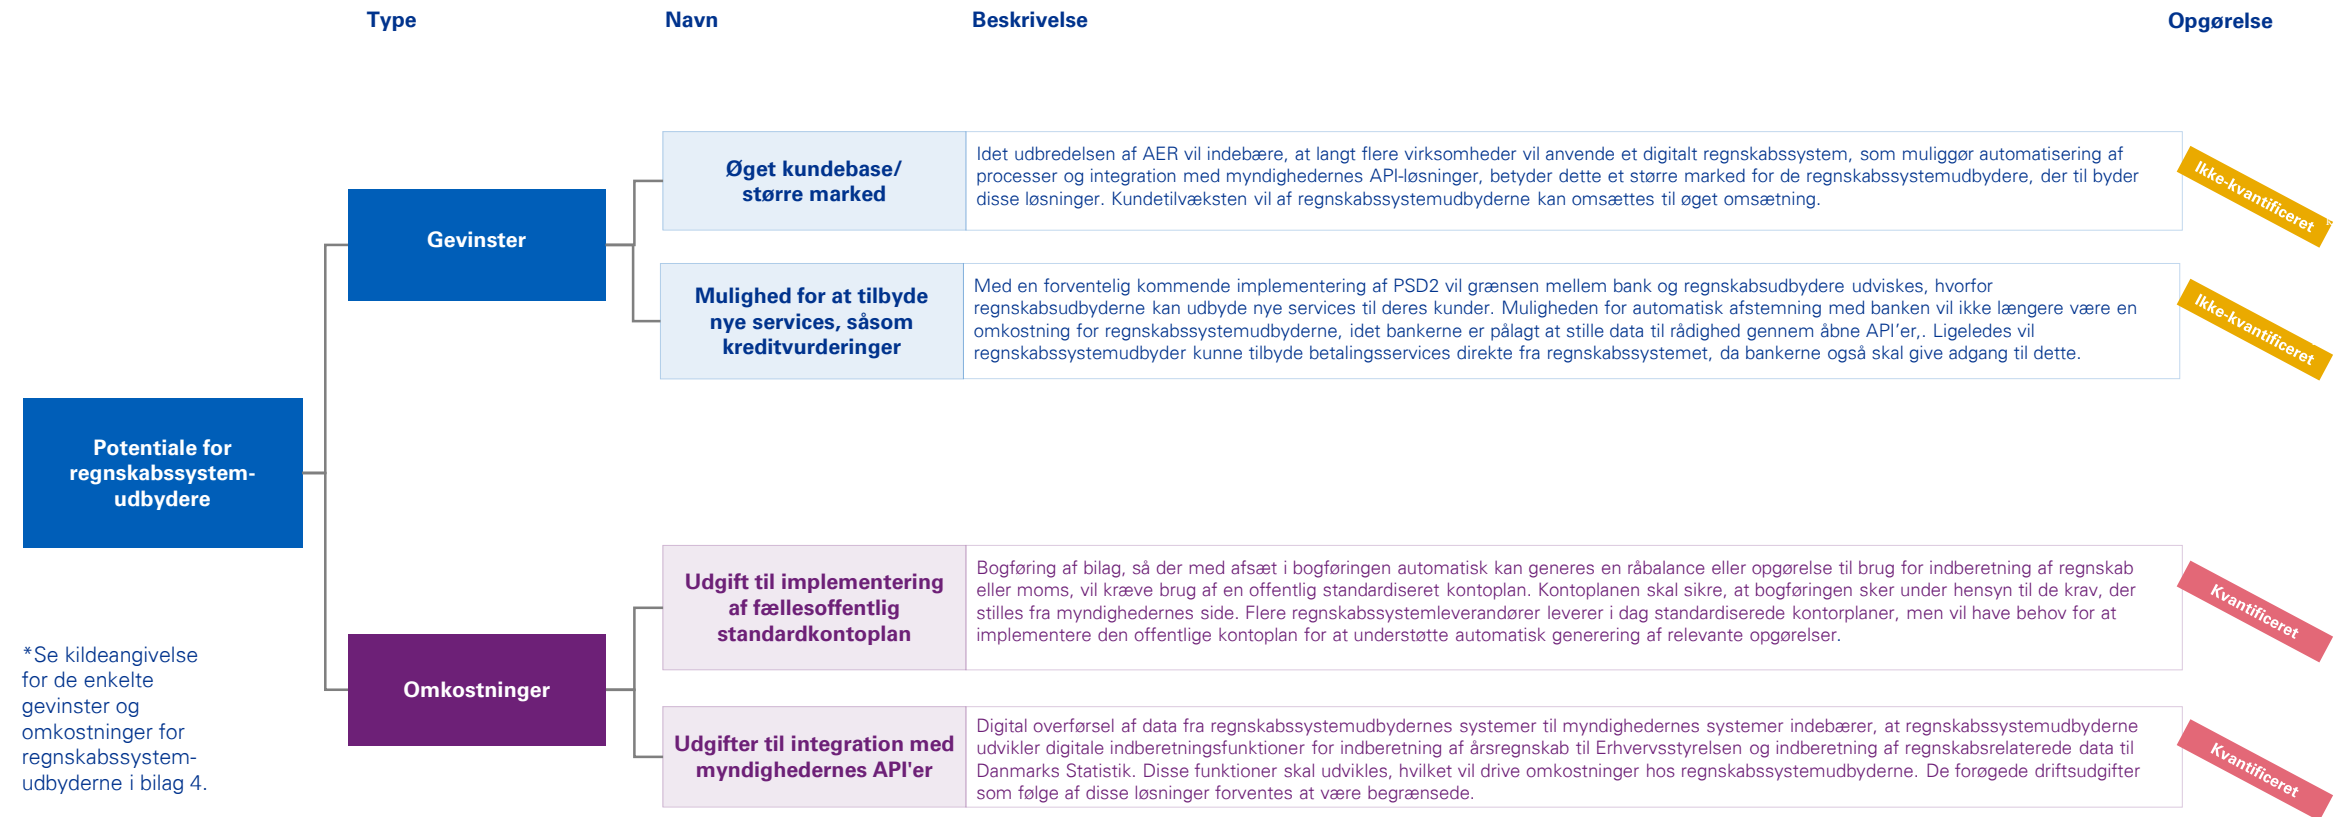 Type
Navn
Beskrivelse
Opgørelse
Potentiale for
regnskabssystem-
udbydere
Gevinster
Øget kundebase/
større marked
Idet udbredelsen af AER vil indebære, at langt flere virksomheder vil anvende et digitalt regnskabssystem, som muliggør automatisering af
processer og integration med myndighedernes API-løsninger, betyder dette et større marked for de regnskabssystemudbydere, der til byder
disse løsninger. Kundetilvæksten vil af regnskabssystemudbyderne kan omsættes til øget omsætning.
Ikke-kvantificeret
Mulighed for at tilbyde
nye services, såsom
kreditvurderinger
Med en forventelig kommende implementering af PSD2 vil grænsen mellem bank og regnskabsudbydere udviskes, hvorfor
regnskabsudbyderne kan udbyde nye services til deres kunder. Muligheden for automatisk afstemning med banken vil ikke længere være en
omkostning for regnskabssystemudbyderne, idet bankerne er pålagt at stille data til rådighed gennem åbne API'er,. Ligeledes vil
regnskabssystemudbyder kunne tilbyde betalingsservices direkte fra regnskabssystemet, da bankerne også skal give adgang til dette.
Ikke-kvantificeret
Omkostninger
Udgift til implementering
af fællesoffentlig
standardkontoplan
Bogføring af bilag, så der med afsæt i bogføringen automatisk kan generes en råbalance eller opgørelse til brug for indberetning af regnskab
eller moms, vil kræve brug af en offentlig standardiseret kontoplan. Kontoplanen skal sikre, at bogføringen sker under hensyn til de krav, der
stilles fra myndighedernes side. Flere regnskabssystemleverandører leverer i dag standardiserede kontorplaner, men vil have behov for at
implementere den offentlige kontoplan for at understøtte automatisk generering af relevante opgørelser.
Kvantificeret
Udgifter til integration med
myndighedernes API'er
Digital overførsel af data fra regnskabssystemudbydernes systemer til myndighedernes systemer indebærer, at regnskabssystemudbyderne
udvikler digitale indberetningsfunktioner for indberetning af årsregnskab til Erhvervsstyrelsen og indberetning af regnskabsrelaterede data til
Danmarks Statistik. Disse funktioner skal udvikles, hvilket vil drive omkostninger hos regnskabssystemudbyderne. De forøgede driftsudgifter
som følge af disse løsninger forventes at være begrænsede.
Kvantificeret
*Se kildeangivelse
for de enkelte
gevinster og
omkostninger for
regnskabssystem-
udbyderne i bilag 4.